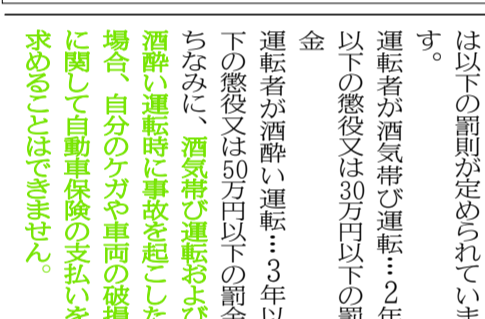 は以下の罰則が定められていま
す。
運転者が酒気帯び運転…2年
以下の懲役又は30万円以下の罰
金
運転者が酒酔い運転…3年以
下の懲役又は50万円以下の罰金
ちなみに、酒気帯び運転および
酒酔い運転時に事故を起こした
場合、自分のケガや車両の破損
に関して自動車保険の支払いを
求めることはできません。